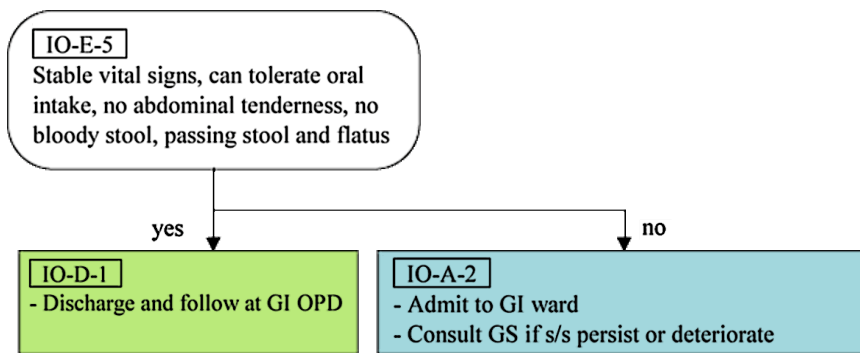 IO-E-5
Stable vital signs, can tolerate oral
intake, no abdominal tenderness, no
bloody stool, passing stool and flatus
yes
no
IO-D-1
- Discharge and follow at GI OPD
IO-A-2
- Admit to GI ward
- Consult GS if s/s persist or deteriorate